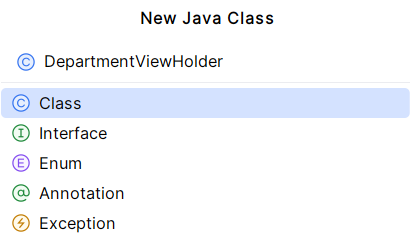 New Java Class
DepartmentViewHolder
Class
Interface
Enum
Annotation
Exception